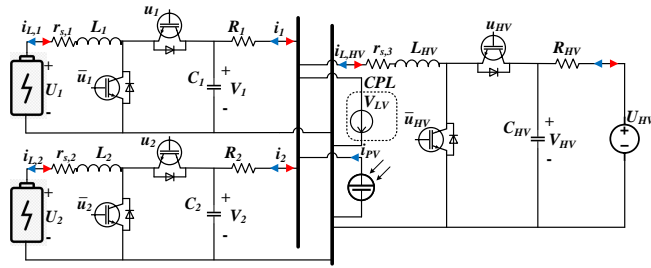 i_L,1 r_s,1 L_1 u_1 R_1 i_1
U_1 + - ū_1 C_1 + V_1 -
i_L,2 r_s,2 L_2 u_2 R_2 i_2
U_2 + - ū_2 C_2 + V_2 -
i_L,HV r_s,3 L_HV u_HV R_HV
CPL
V_LV
i_PV
ū_HV C_HV + V_HV - U_HV + -